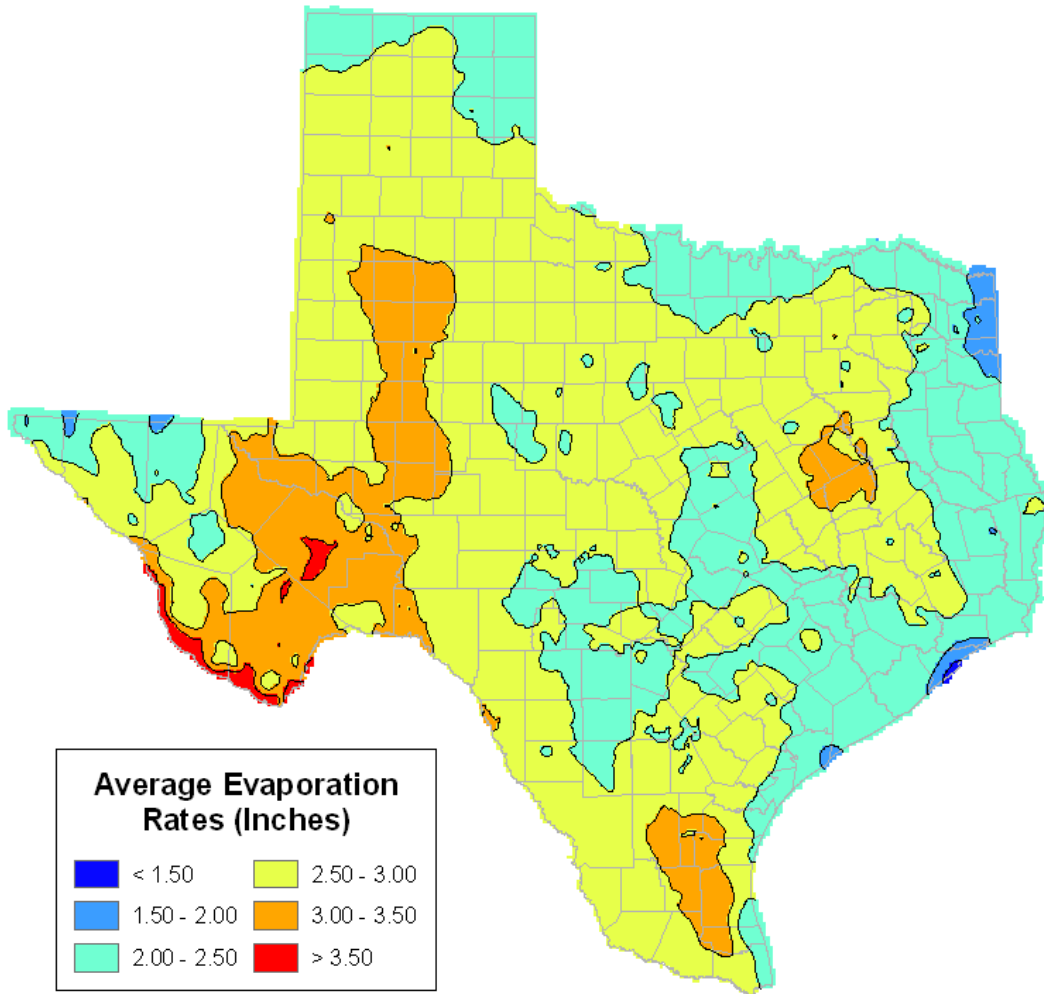 Average Evaporation
Rates (Inches)
< 1.50
2.50 - 3.00
1.50 - 2.00
3.00 - 3.50
2.00 - 2.50
> 3.50